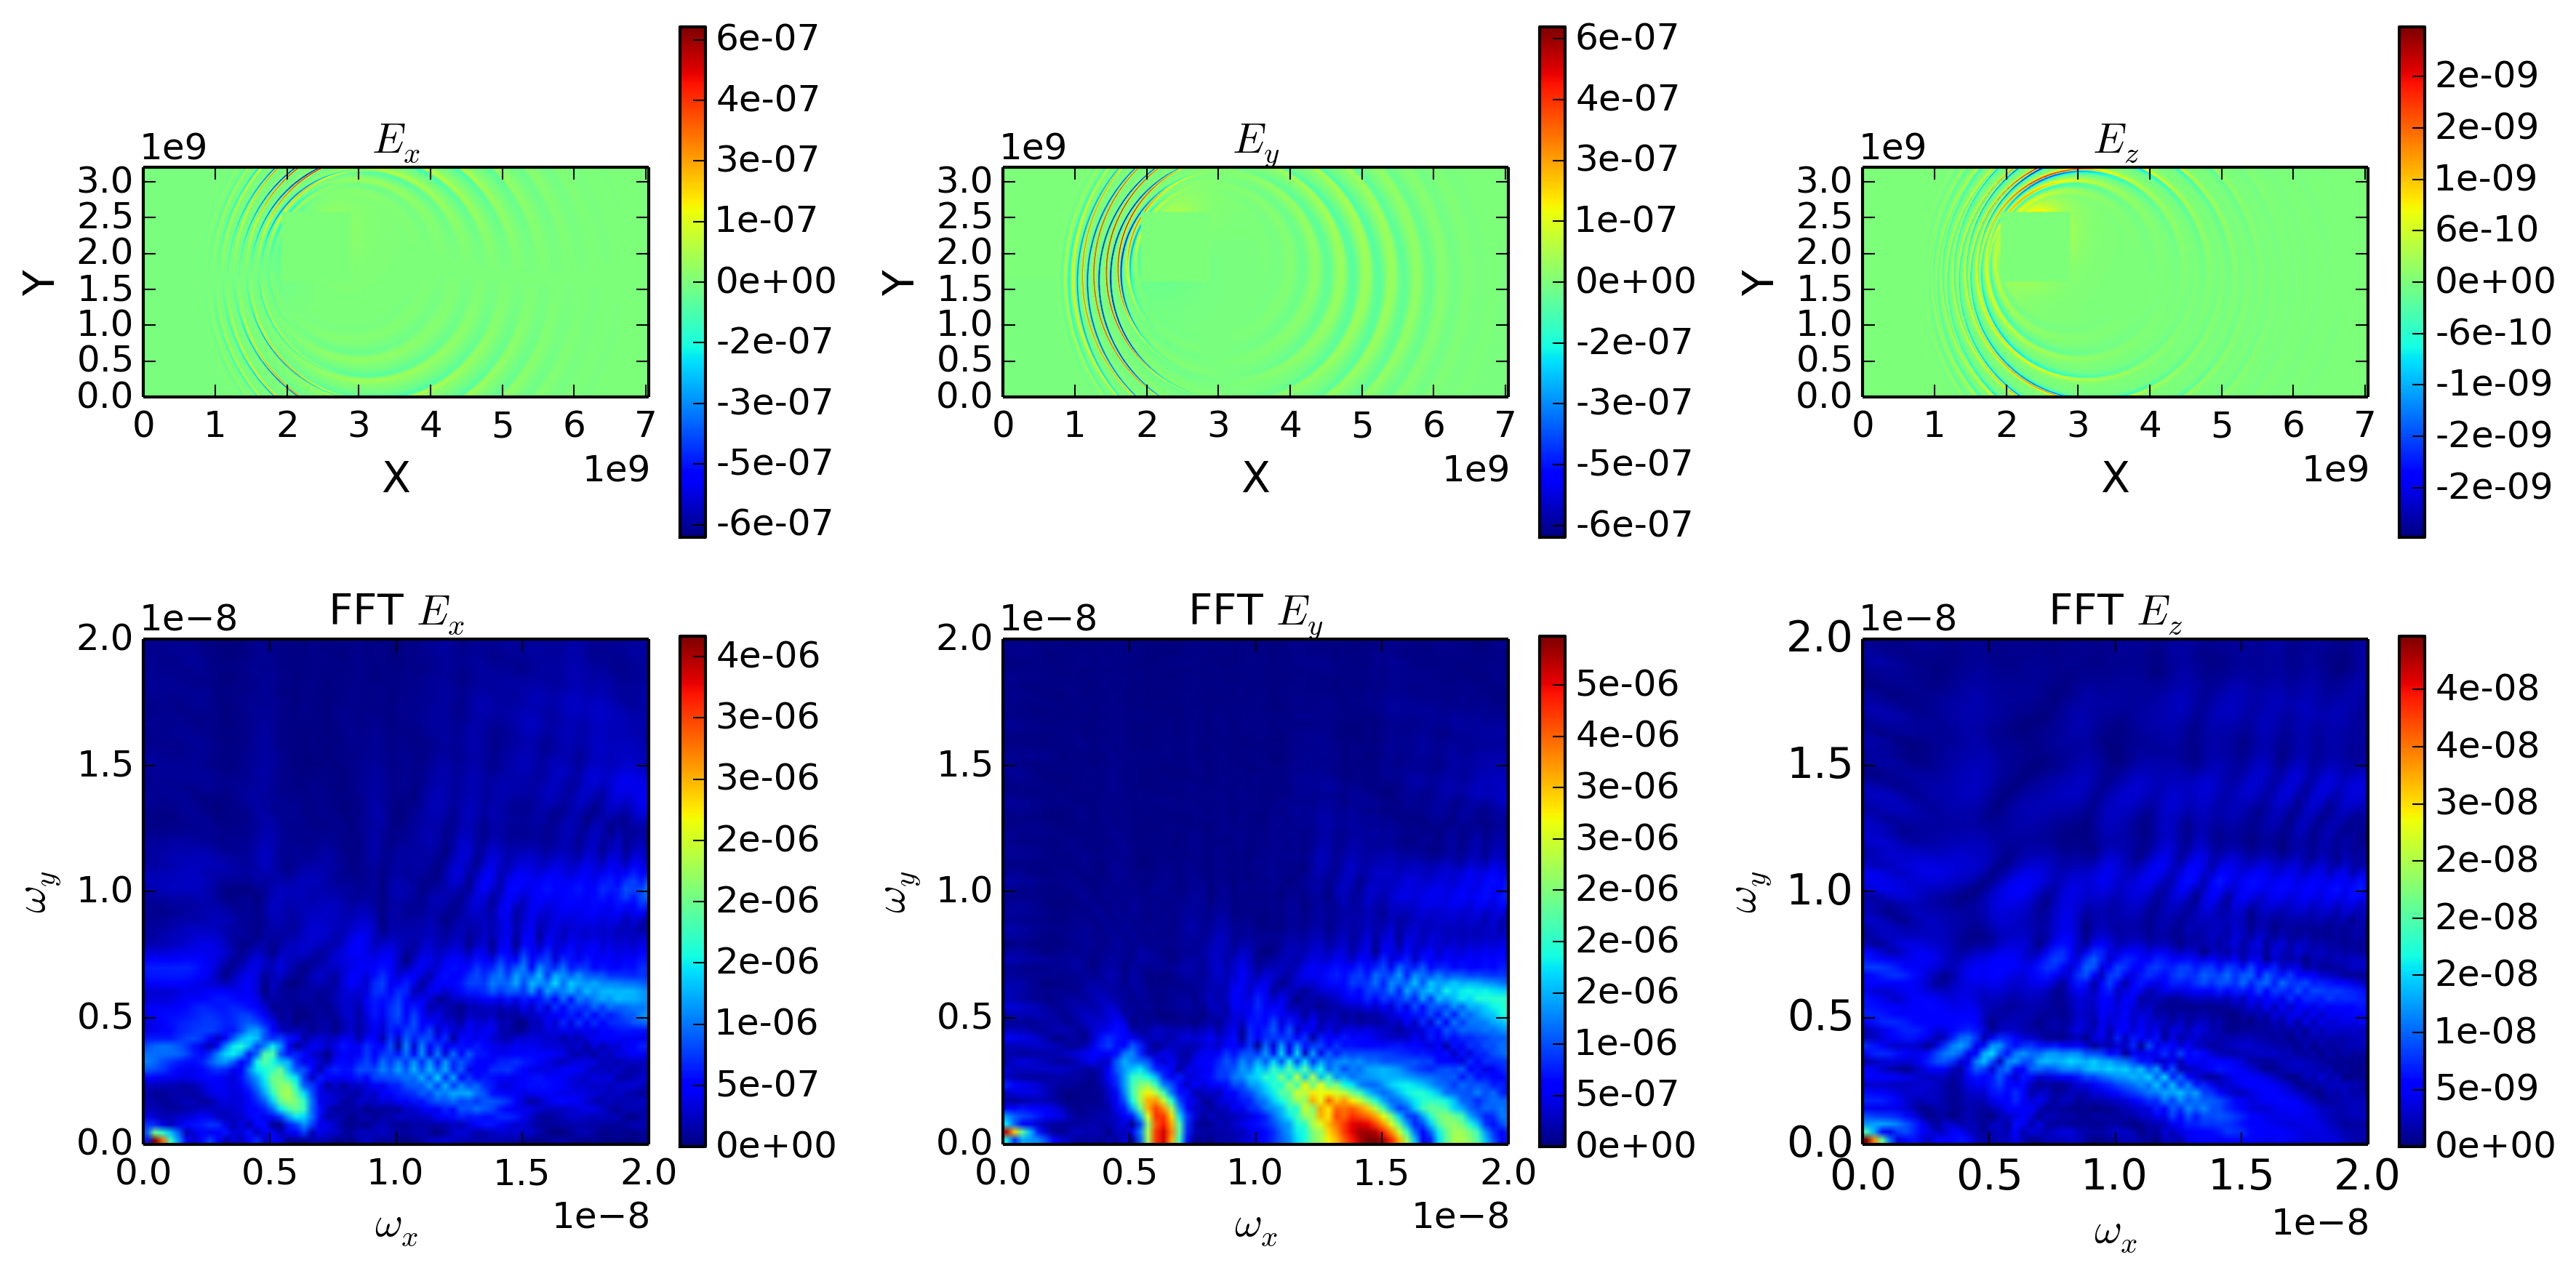 $E_x$
1e9
3.0
2.5
2.0
1.5
1.0
0.5
0.0
Y
0 1 2 3 4 5 6 7
X
1e9
6e-07
4e-07
3e-07
1e-07
0e+00
-2e-07
-3e-07
-5e-07
-6e-07
$E_y$
1e9
3.0
2.5
2.0
1.5
1.0
0.5
0.0
Y
0 1 2 3 4 5 6 7
X
1e9
6e-07
4e-07
3e-07
1e-07
0e+00
-2e-07
-3e-07
-5e-07
-6e-07
$E_z$
1e9
3.0
2.5
2.0
1.5
1.0
0.5
0.0
Y
0 1 2 3 4 5 6 7
X
1e9
2e-09
2e-09
1e-09
6e-10
0e+00
-6e-10
-1e-09
-2e-09
-2e-09
FFT $E_x$
1e−8
2.0
1.5
1.0
0.5
0.0
$\omega_y$
0.0 0.5 1.0 1.5 2.0
$\omega_x$
1e−8
4e-06
3e-06
3e-06
2e-06
2e-06
2e-06
1e-06
5e-07
0e+00
FFT $E_y$
1e−8
2.0
1.5
1.0
0.5
0.0
$\omega_y$
0.0 0.5 1.0 1.5 2.0
$\omega_x$
1e−8
5e-06
4e-06
3e-06
3e-06
2e-06
2e-06
2e-06
1e-06
5e-07
0e+00
FFT $E_z$
1e−8
2.0
1.5
1.0
0.5
0.0
$\omega_y$
0.0 0.5 1.0 1.5 2.0
$\omega_x$
1e−8
4e-08
4e-08
3e-08
2e-08
2e-08
2e-08
1e-08
5e-09
0e+00